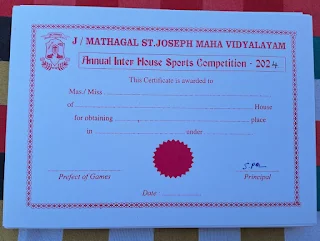 J / MATHAGAL ST.JOSEPH MAHA VIDYALAYAM
Annual Inter House Sports Competition - 2024
This Certificate is awarded to
Mas./ Miss
of House
for obtaining place
in under
Prefect of Games Principal
Date :